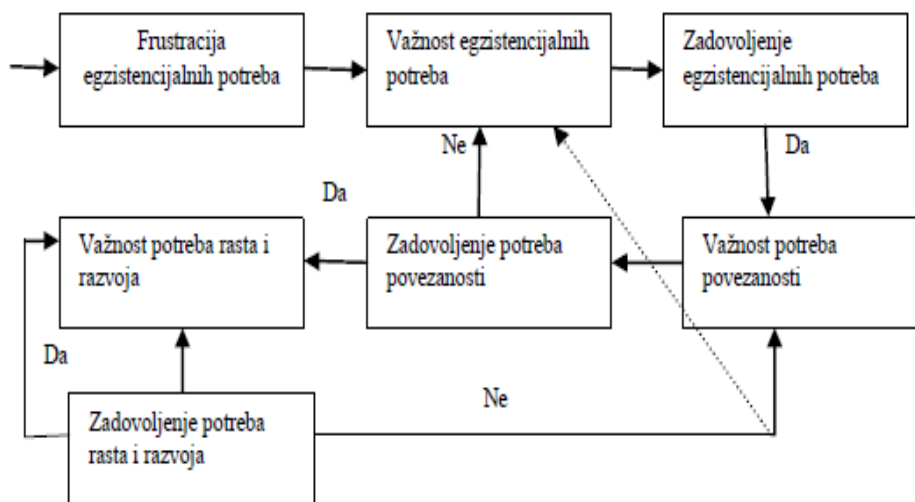 Frustracija
egzistencijalnih potreba
Važnost egzistencijalnih
potreba
Zadovoljenje
egzistencijalnih potreba
Ne
Da
Da
Važnost potreba rasta i
razvoja
Zadovoljenje potreba
povezanosti
Važnost potreba
povezanosti
Da
Ne
Zadovoljenje potreba
rasta i razvoja